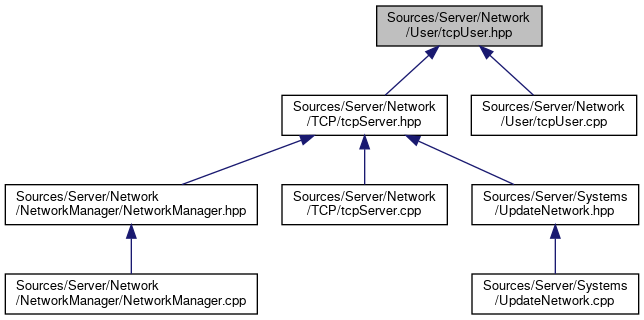 Sources/Server/Network
/User/tcpUser.hpp
Sources/Server/Network
/TCP/tcpServer.hpp
Sources/Server/Network
/User/tcpUser.cpp
Sources/Server/Network
/NetworkManager/NetworkManager.hpp
Sources/Server/Network
/TCP/tcpServer.cpp
Sources/Server/Systems
/UpdateNetwork.hpp
Sources/Server/Network
/NetworkManager/NetworkManager.cpp
Sources/Server/Systems
/UpdateNetwork.cpp